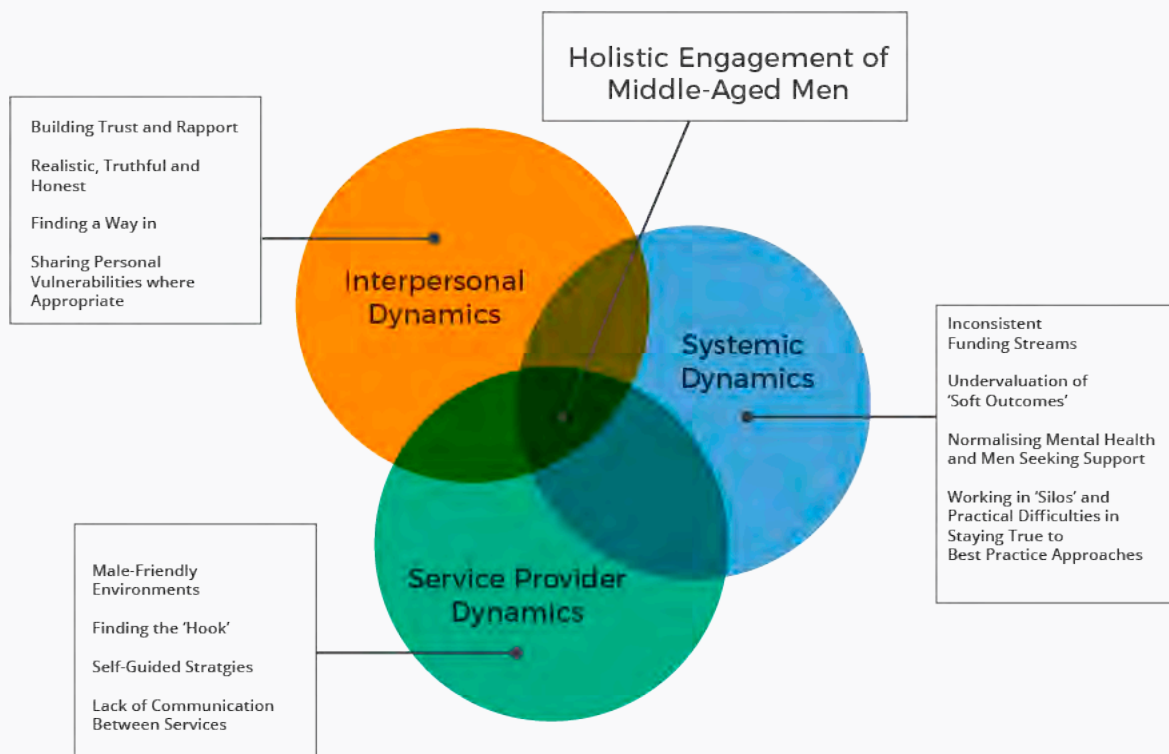 Holistic Engagement of
Middle-Aged Men
Building Trust and Rapport
Realistic, Truthful and
Honest
Finding a Way in
Sharing Personal
Vulnerabilities where
Appropriate
Interpersonal
Dynamics
Systemic
Dynamics
Inconsistent
Funding Streams
Undervaluation of
‘Soft Outcomes’
Normalising Mental Health
and Men Seeking Support
Working in ‘Silos’ and
Practical Difficulties in
Staying True to
Best Practice Approaches
Service Provider
Dynamics
Male-Friendly
Environments
Finding the ‘Hook’
Self-Guided Stratgies
Lack of Communication
Between Services